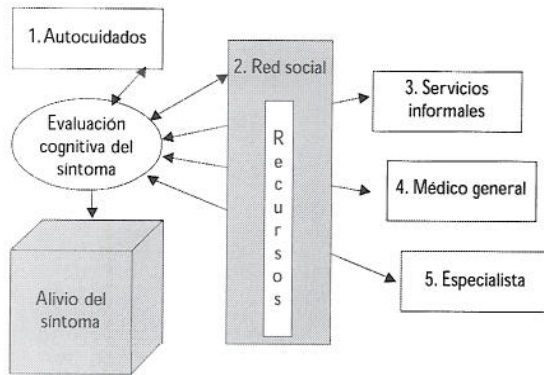 1. Autocuidados
2. Red social
3. Servicios
informales
Evaluación
cognitiva del
síntoma
Recursos
4. Médico general
5. Especialista
Alivio del
síntoma